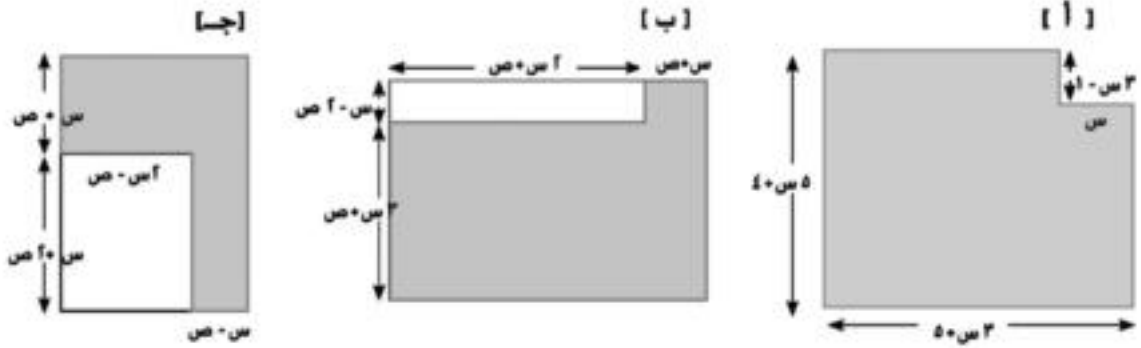 [ أ ]
٣ س - ١
س
٥ س + ٤
٣ س + ٥
[ ب ]
س + ص
٢ س + ص
س - ٢ ص
٣ س + ص
[جـ]
س + ص
٢ س - ص
س + ٢ ص
س - ص